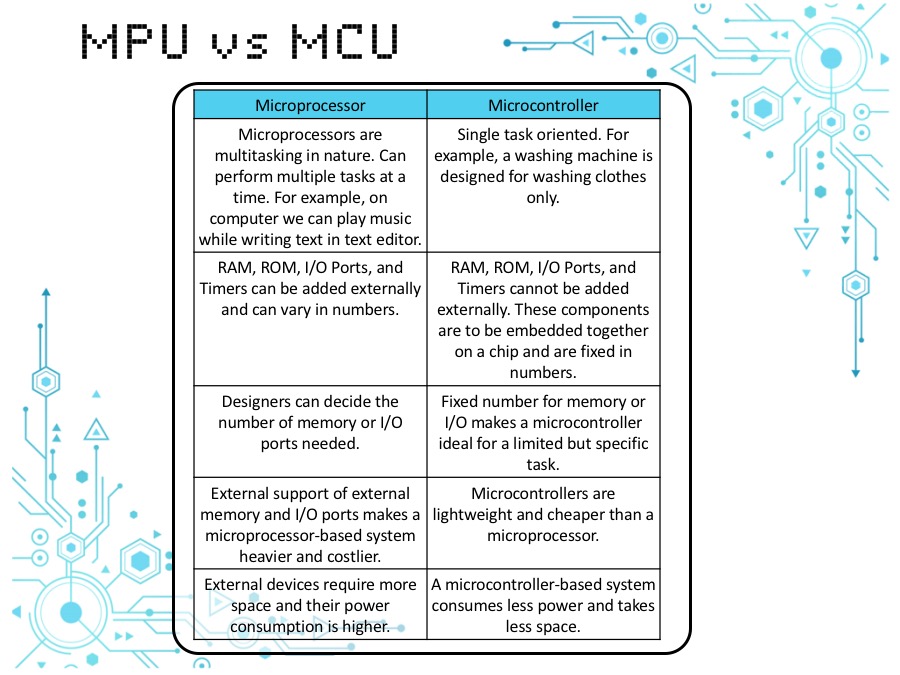 MPU vs MCU
Microprocessor
Microcontroller
Microprocessors are
multitasking in nature. Can
perform multiple tasks at a
time. For example, on
computer we can play music
while writing text in text editor.
Single task oriented. For
example, a washing machine is
designed for washing clothes
only.
RAM, ROM, I/O Ports, and
Timers can be added externally
and can vary in numbers.
RAM, ROM, I/O Ports, and
Timers cannot be added
externally. These components
are to be embedded together
on a chip and are fixed in
numbers.
Designers can decide the
number of memory or I/O
ports needed.
Fixed number for memory or
I/O makes a microcontroller
ideal for a limited but specific
task.
External support of external
memory and I/O ports makes a
microprocessor-based system
heavier and costlier.
Microcontrollers are
lightweight and cheaper than a
microprocessor.
External devices require more
space and their power
consumption is higher.
A microcontroller-based system
consumes less power and takes
less space.